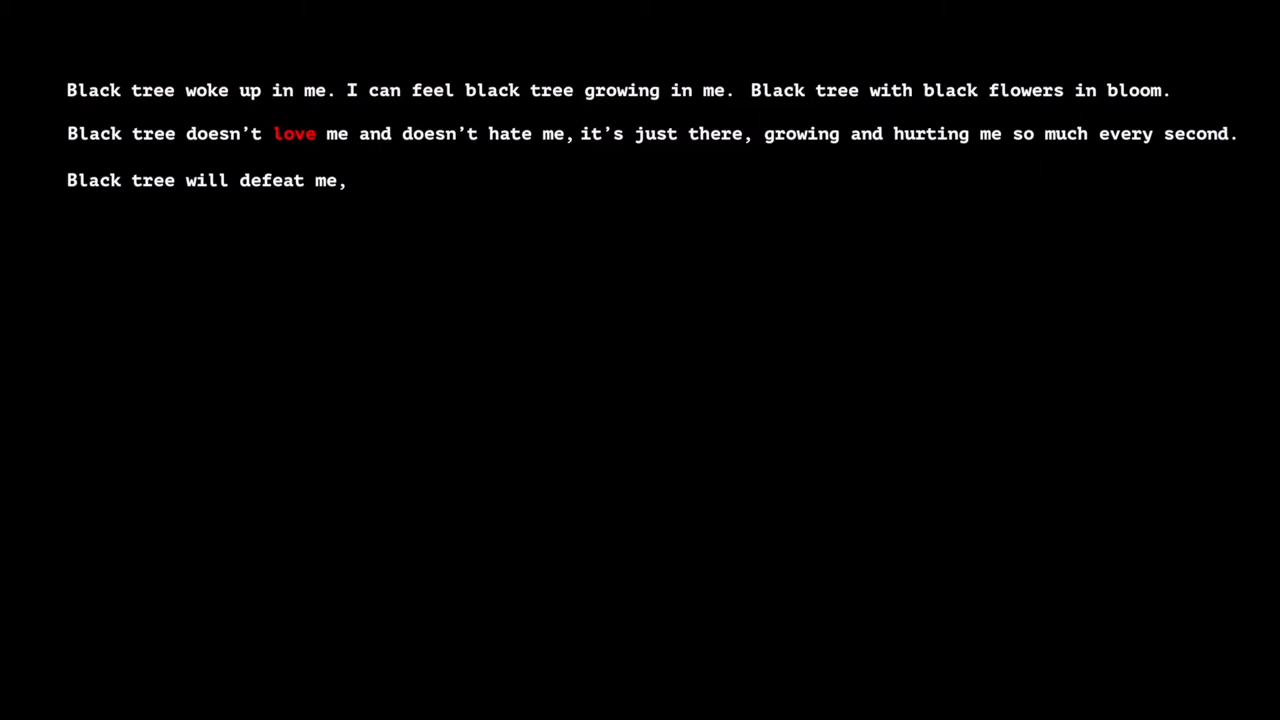 Black tree woke up in me. I can feel black tree growing in me. Black tree with black flowers in bloom.
Black tree doesn’t love me and doesn’t hate me, it’s just there, growing and hurting me so much every second.
Black tree will defeat me,